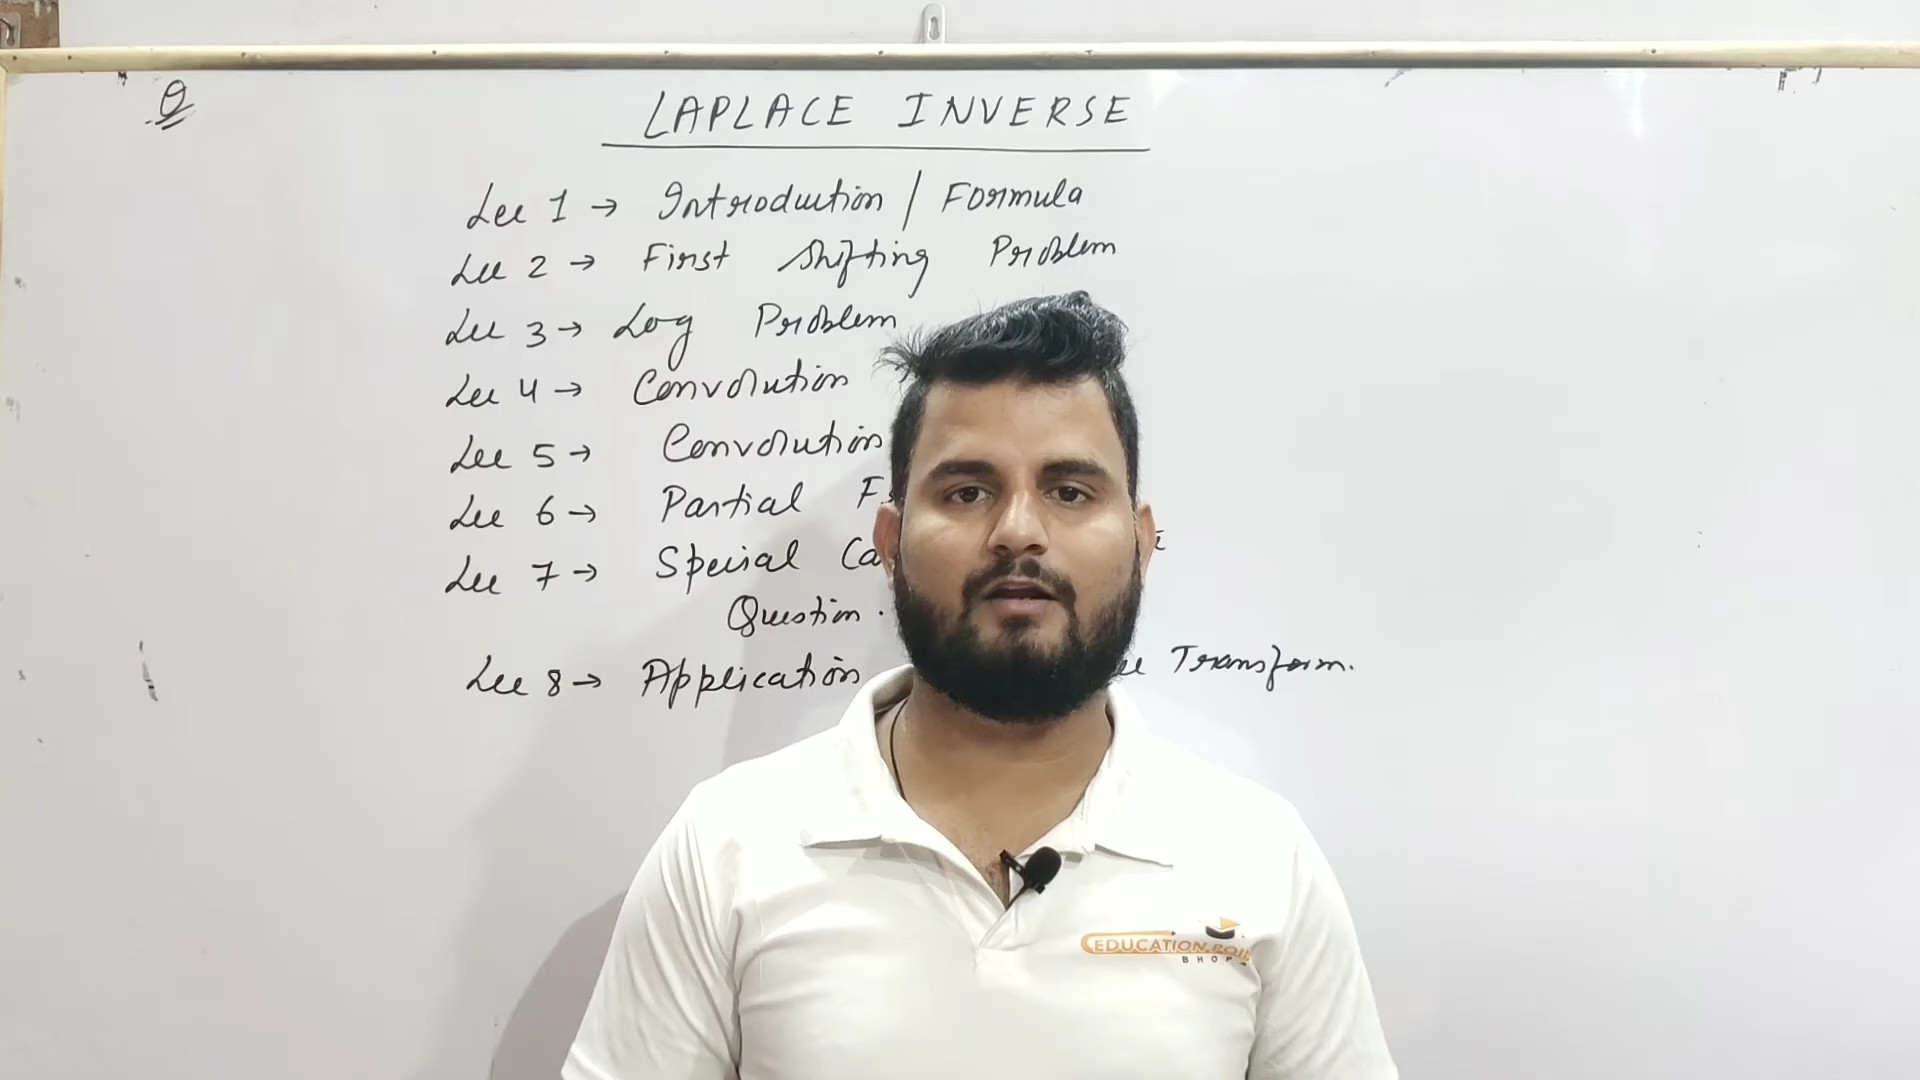 Q
LAPLACE INVERSE
Lec 1 → Introduction / Formula
Lec 2 → First Shifting Problem
Lec 3 → Log Problem
Lec 4 → Convolution
Lec 5 → Convolution
Lec 6 → Partial
Lec 7 → Special
Question.
Lec 8 → Application Transform.
EDUCATION